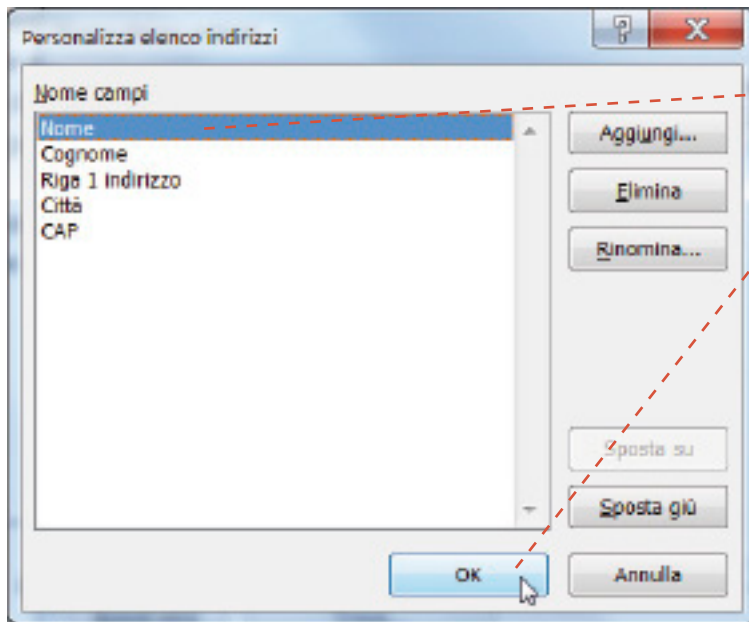 Personalizza elenco indirizzi
Nome campi
Nome
Cognome
Riga 1 indirizzo
Città
CAP
Aggiungi...
Elimina
Rinomina...
Sposta su
Sposta giù
OK
Annulla